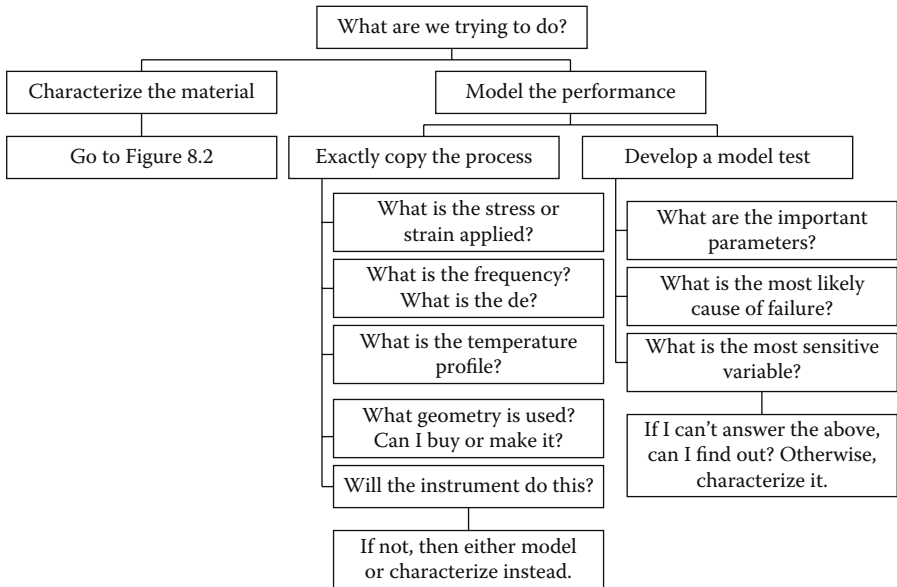 What are we trying to do?
Characterize the material
Model the performance
Go to Figure 8.2
Exactly copy the process
Develop a model test
What is the stress or
strain applied?
What is the frequency?
What is the de?
What is the temperature
profile?
What geometry is used?
Can I buy or make it?
Will the instrument do this?
If not, then either model
or characterize instead.
What are the important
parameters?
What is the most likely
cause of failure?
What is the most sensitive
variable?
If I can't answer the above,
can I find out? Otherwise,
characterize it.